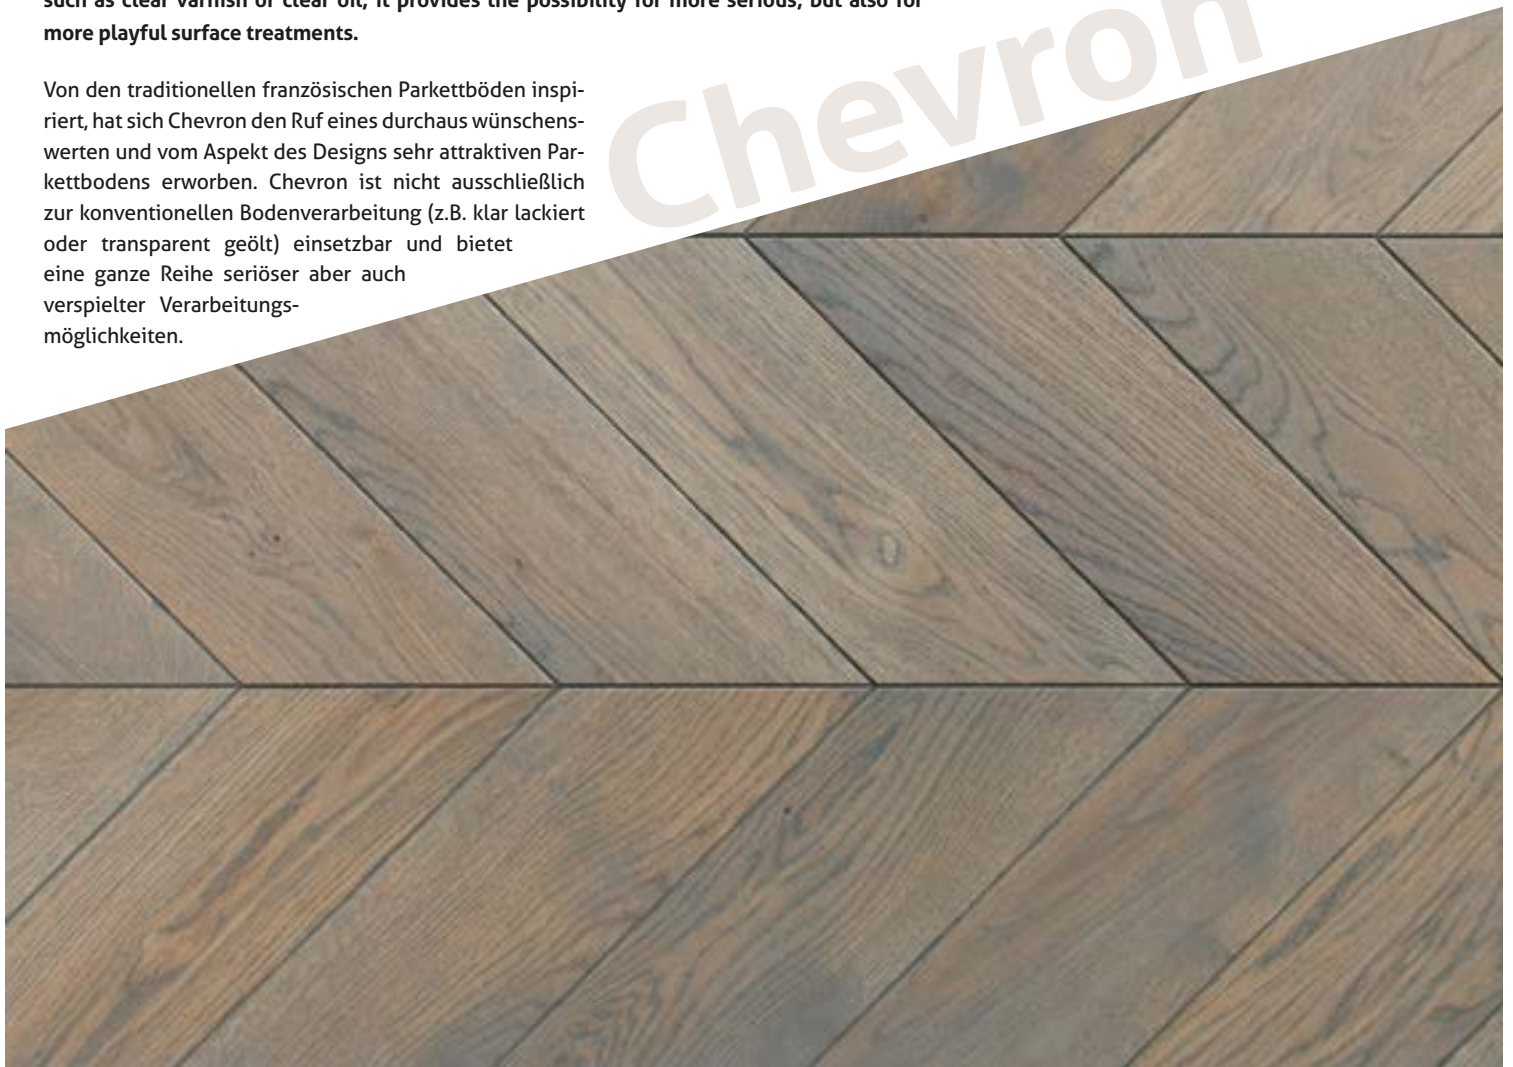 such as clear varnish or clear oil, it provides the possibility for more serious, but also for
more playful surface treatments.
Chevron
Von den traditionellen französischen Parkettböden inspi-
riert, hat sich Chevron den Ruf eines durchaus wünschens-
werten und vom Aspekt des Designs sehr attraktiven Par-
kettbodens erworben. Chevron ist nicht ausschließlich
zur konventionellen Bodenverarbeitung (z.B. klar lackiert
oder transparent geölt) einsetzbar und bietet
eine ganze Reihe seriöser aber auch
verspielter Verarbeitungs-
möglichkeiten.